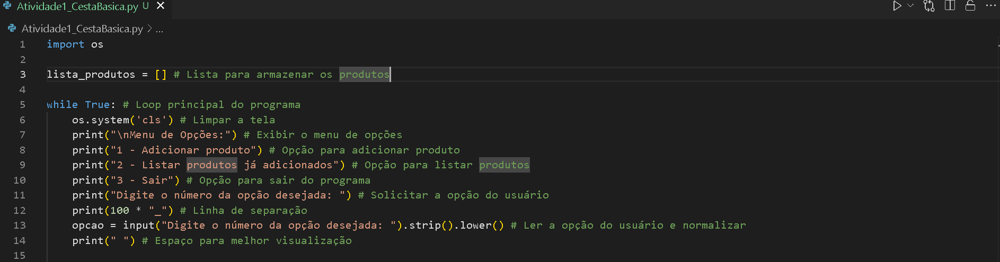 Atividade1_CestaBasica.py U
Atividade1_CestaBasica.py > ...
1 import os
2
3 lista_produtos = [] # Lista para armazenar os produtos
4
5 while True: # Loop principal do programa
6 os.system('cls') # Limpar a tela
7 print("\nMenu de Opções:") # Exibir o menu de opções
8 print("1 - Adicionar produto") # Opção para adicionar produto
9 print("2 - Listar produtos já adicionados") # Opção para listar produtos
10 print("3 - Sair") # Opção para sair do programa
11 print("Digite o número da opção desejada: ") # Solicitar a opção do usuário
12 print(100 * "_") # Linha de separação
13 opcao = input("Digite o número da opção desejada: ").strip().lower() # Ler a opção do usuário e normalizar
14 print(" ") # Espaço para melhor visualização
15